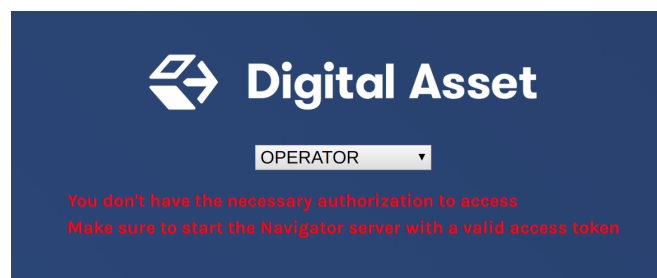 Digital Asset
OPERATOR
You don't have the necessary authorization to access
Make sure to start the Navigator server with a valid access token